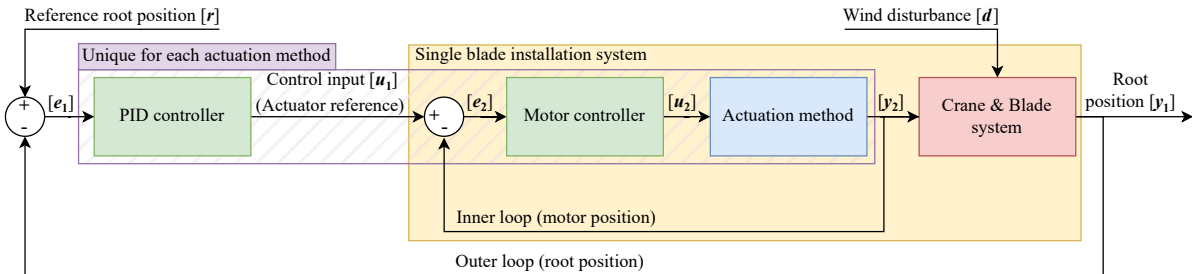 Reference root position [r]
Wind disturbance [d]
Unique for each actuation method
Single blade installation system
Control input [u₁]
(Actuator reference)
Root
position [y₁]
+
-
[e₁]
PID controller
+
-
[e₂]
Motor controller
[u₂]
Actuation method
[y₂]
Crane & Blade
system
Inner loop (motor position)
Outer loop (root position)